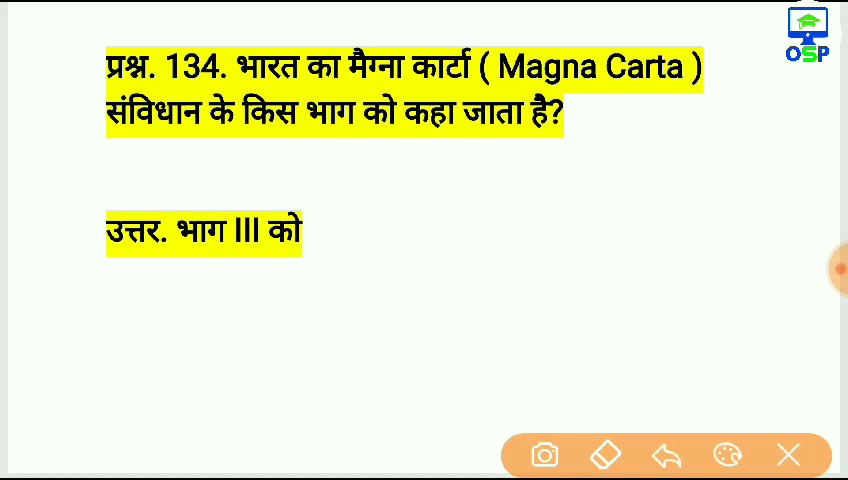 OSP
प्रश्न. 134. भारत का मैग्ना कार्टा ( Magna Carta )
संविधान के किस भाग को कहा जाता है?
उत्तर. भाग III को